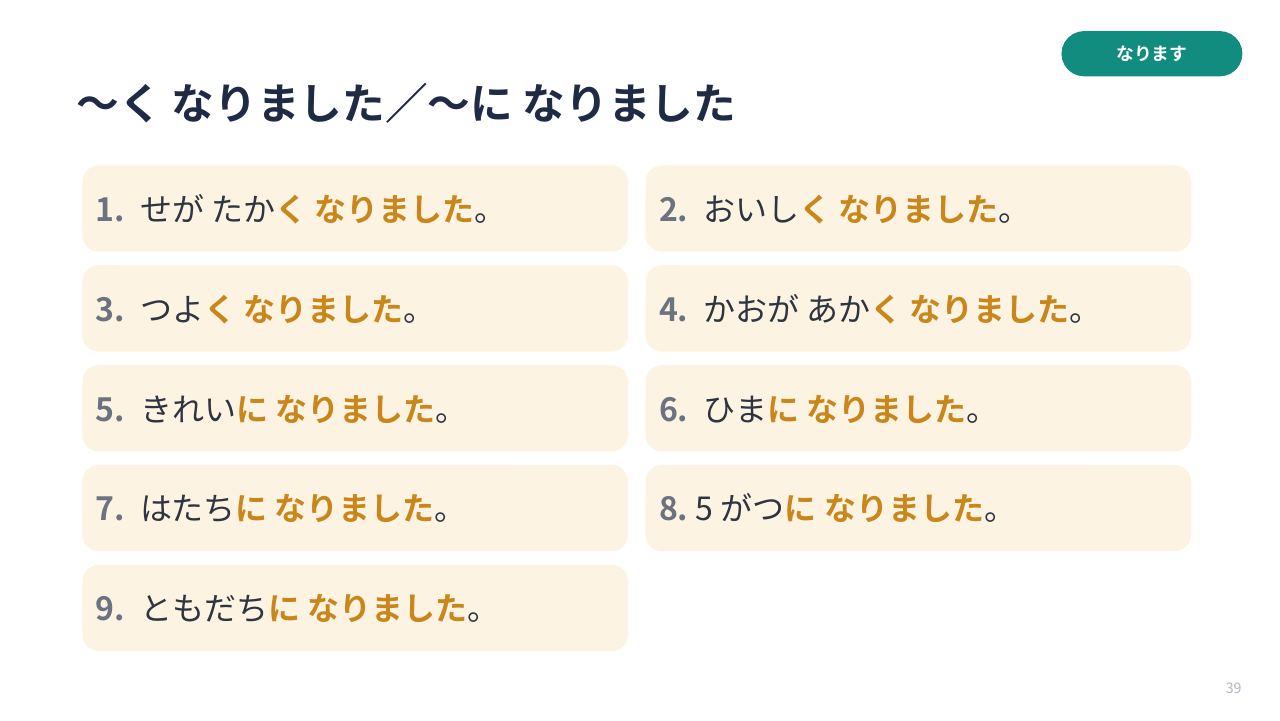 なります
～く なりました／～に なりました
1. せが たかく なりました。
2. おいしく なりました。
3. つよく なりました。
4. かおが あかく なりました。
5. きれいに なりました。
6. ひまに なりました。
7. はたちに なりました。
8. 5 がつに なりました。
9. ともだちに なりました。
39